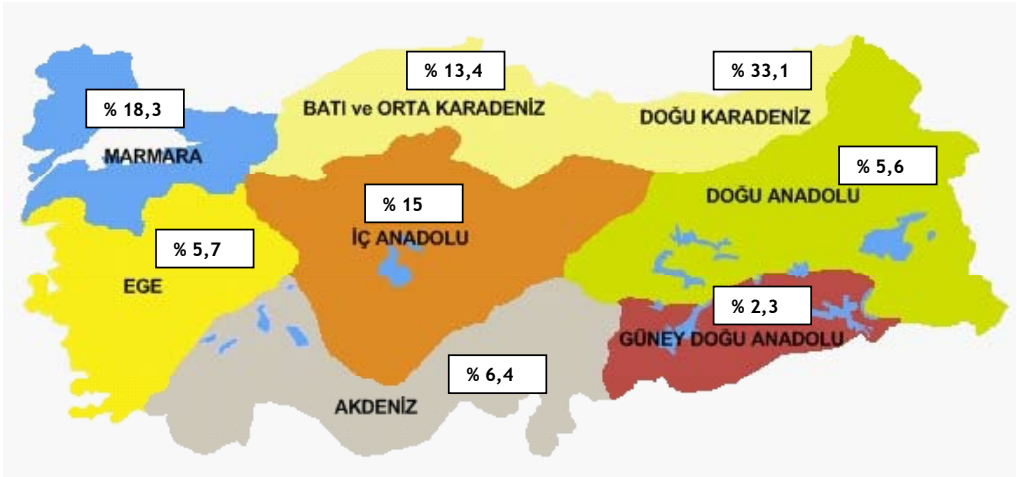 % 13,4
% 33,1
BATI ve ORTA KARADENİZ
DOĞU KARADENİZ
% 18,3
MARMARA
% 5,6
DOĞU ANADOLU
% 15
İÇ ANADOLU
% 5,7
EGE
% 2,3
GÜNEY DOĞU ANADOLU
% 6,4
AKDENİZ